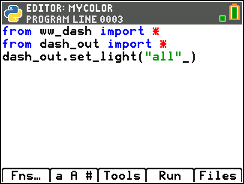 EDITOR: MYCOLOR
PROGRAM LINE 0003
from ww_dash import *
from dash_out import *
dash_out.set_light("all"_)
Fns… a A # Tools Run Files